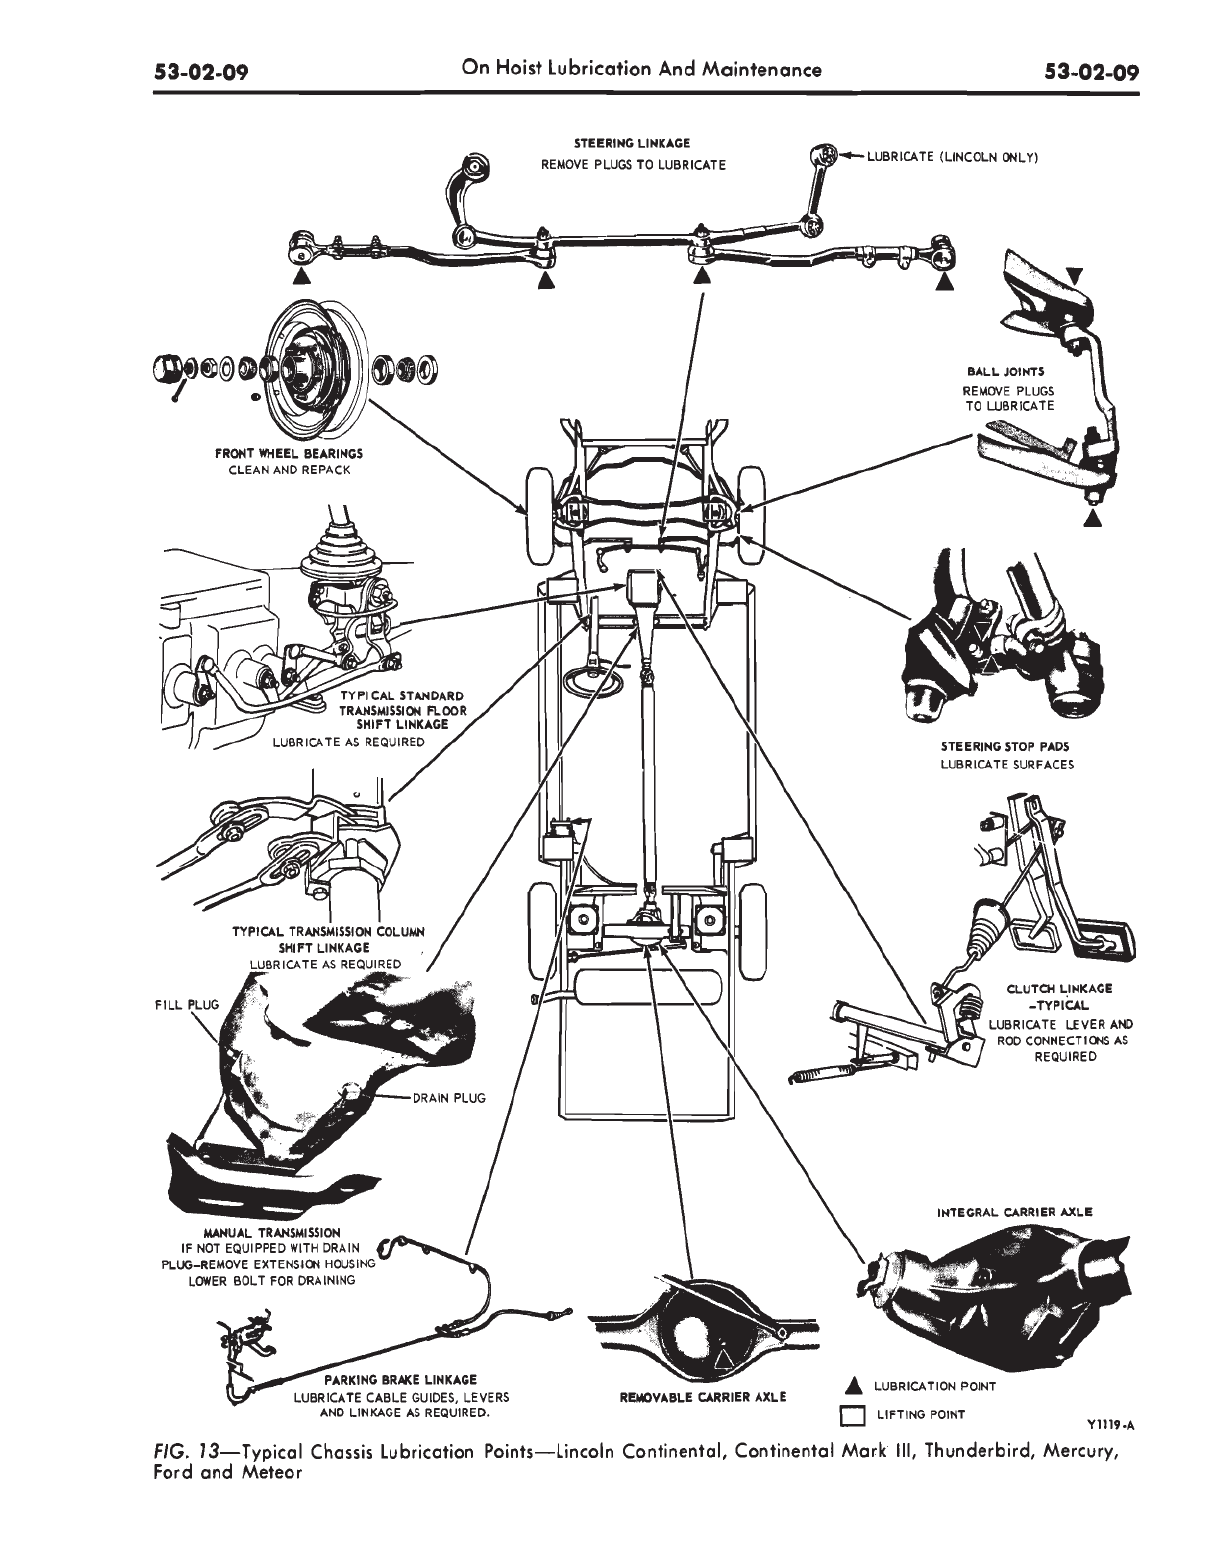 53-02-09 On Hoist Lubrication And Maintenance 53-02-09
STEERING LINKAGE
REMOVE PLUGS TO LUBRICATE
LUBRICATE (LINCOLN ONLY)
BALL JOINTS
REMOVE PLUGS
TO LUBRICATE
FRONT WHEEL BEARINGS
CLEAN AND REPACK
TYPICAL STANDARD
TRANSMISSION FLOOR
SHIFT LINKAGE
LUBRICATE AS REQUIRED
STEERING STOP PADS
LUBRICATE SURFACES
TYPICAL TRANSMISSION COLUMN
SHIFT LINKAGE
LUBRICATE AS REQUIRED
FILL PLUG
CLUTCH LINKAGE
-TYPICAL
LUBRICATE LEVER AND
ROD CONNECTIONS AS
REQUIRED
DRAIN PLUG
MANUAL TRANSMISSION
IF NOT EQUIPPED WITH DRAIN
PLUG-REMOVE EXTENSION HOUSING
LOWER BOLT FOR DRAINING
INTEGRAL CARRIER AXLE
PARKING BRAKE LINKAGE
LUBRICATE CABLE GUIDES, LEVERS
AND LINKAGE AS REQUIRED.
REMOVABLE CARRIER AXLE
LUBRICATION POINT
LIFTING POINT
Y1119-A
FIG. 13—Typical Chassis Lubrication Points—Lincoln Continental, Continental Mark III, Thunderbird, Mercury,
Ford and Meteor